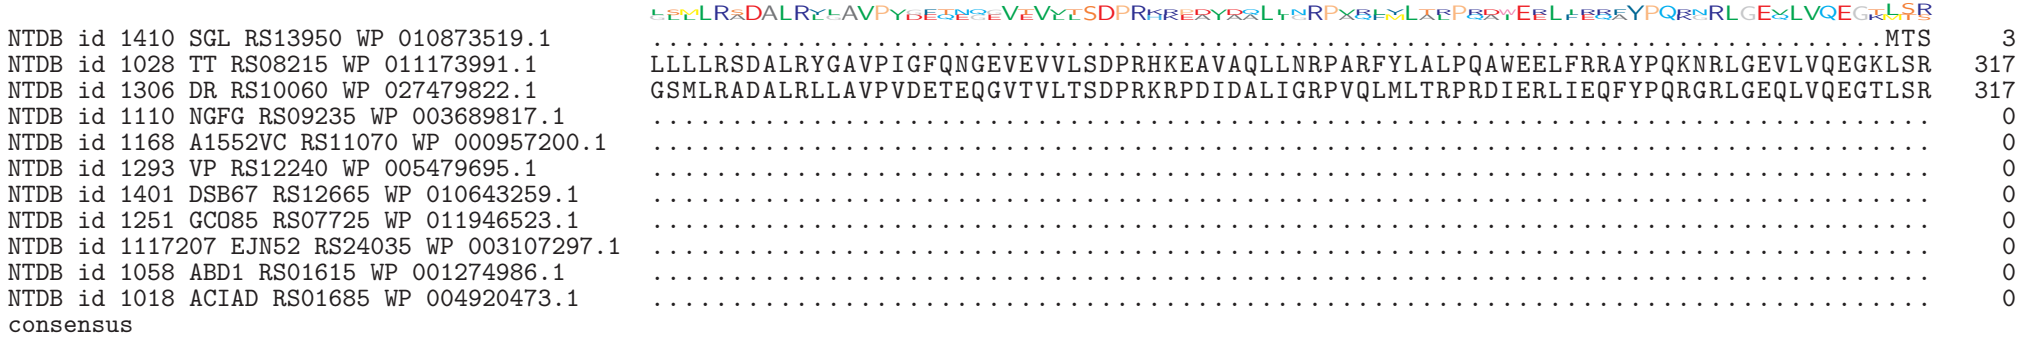 NTDB id 1410 SGL RS13950 WP 010873519.1 .............................................................................MTS 3
NTDB id 1028 TT RS08215 WP 011173991.1 LLLLRSDALRYGAVPIGFQNGEVEVVLSDPRHKEAVAQLLNRPARFYLALPQAWEELFRRAYPQKNRLGEVLVQEGKLSR 317
NTDB id 1306 DR RS10060 WP 027479822.1 GSMLRADALRLLAVPVDETEQGVTVLTSDPRKRPDIDALIGRPVQLMLTRPRDIERLIEQFYPQRGRLGEQLVQEGTLSR 317
NTDB id 1110 NGFG RS09235 WP 003689817.1 ................................................................................ 0
NTDB id 1168 A1552VC RS11070 WP 000957200.1 ................................................................................ 0
NTDB id 1293 VP RS12240 WP 005479695.1 ................................................................................ 0
NTDB id 1401 DSB67 RS12665 WP 010643259.1 ................................................................................ 0
NTDB id 1251 GCO85 RS07725 WP 011946523.1 ................................................................................ 0
NTDB id 1117207 EJN52 RS24035 WP 003107297.1 ................................................................................ 0
NTDB id 1058 ABD1 RS01615 WP 001274986.1 ................................................................................ 0
NTDB id 1018 ACIAD RS01685 WP 004920473.1 ................................................................................ 0
consensus